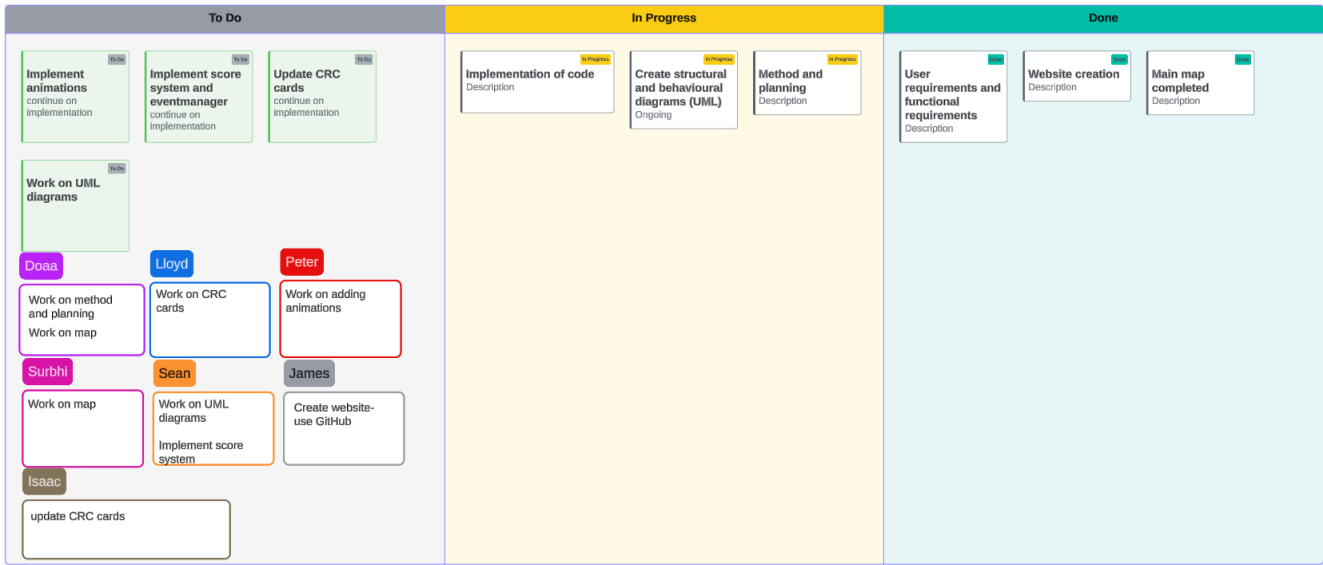 To Do
In Progress
Done
To Do
Implement
animations
continue on
implementation
To Do
Implement score
system and
eventmanager
continue on
implementation
To Do
Update CRC
cards
continue on
implementation
To Do
Work on UML
diagrams
Doaa
Work on method
and planning
Work on map
Lloyd
Work on CRC
cards
Peter
Work on adding
animations
Surbhi
Work on map
Sean
Work on UML
diagrams
Implement score
system
James
Create website-
use GitHub
Isaac
update CRC cards
In Progress
Implementation of code
Description
In Progress
Create structural
and behavioural
diagrams (UML)
Ongoing
In Progress
Method and
planning
Description
Done
User
requirements and
functional
requirements
Description
Done
Website creation
Description
Done
Main map
completed
Description